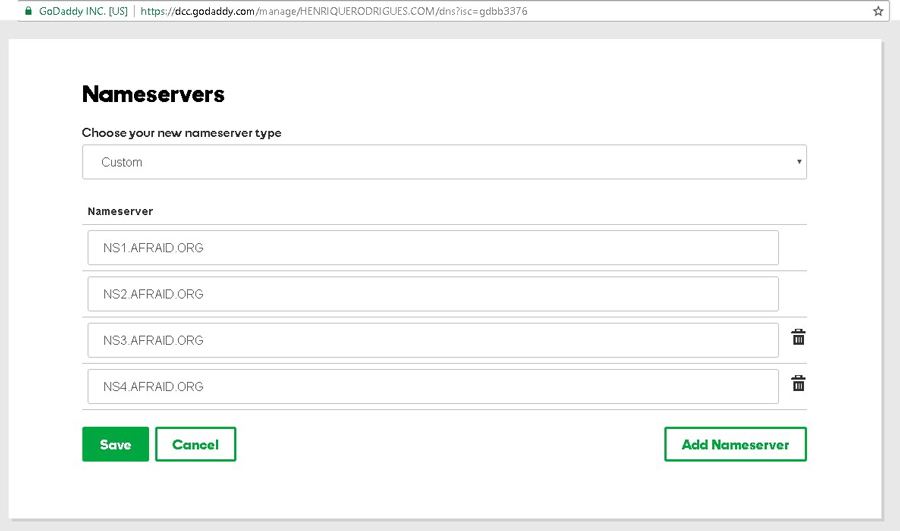 GoDaddy INC. [US] | https://dcc.godaddy.com/manage/HENRIQUERODRIGUES.COM/dns?isc=gdbb3376
Nameservers
Choose your new nameserver type
Custom
Nameserver
NS1.AFRAID.ORG
NS2.AFRAID.ORG
NS3.AFRAID.ORG
NS4.AFRAID.ORG
Save Cancel Add Nameserver